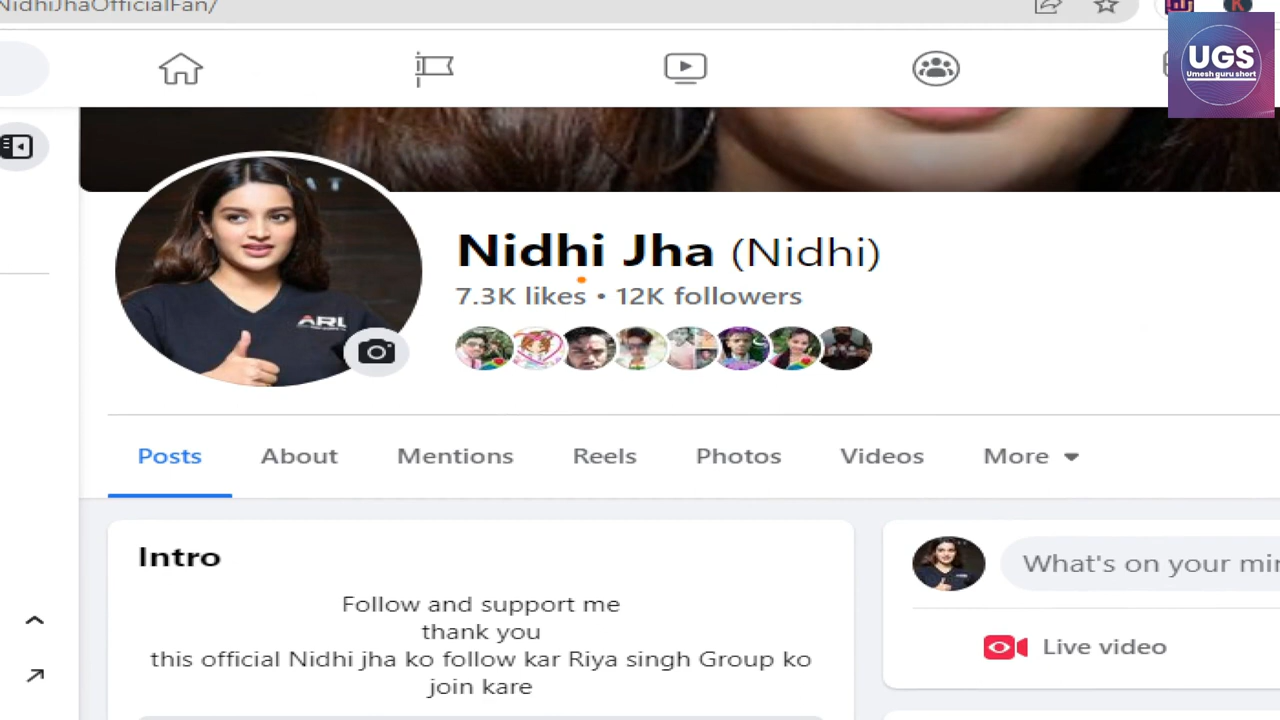 NidhiJhaOfficialFan/
K
UGS
Umesh guru short
ARL
Nidhi Jha (Nidhi)
7.3K likes • 12K followers
Posts
About
Mentions
Reels
Photos
Videos
More
Intro
Follow and support me
thank you
this official Nidhi jha ko follow kar Riya singh Group ko
join kare
What's on your
Live video